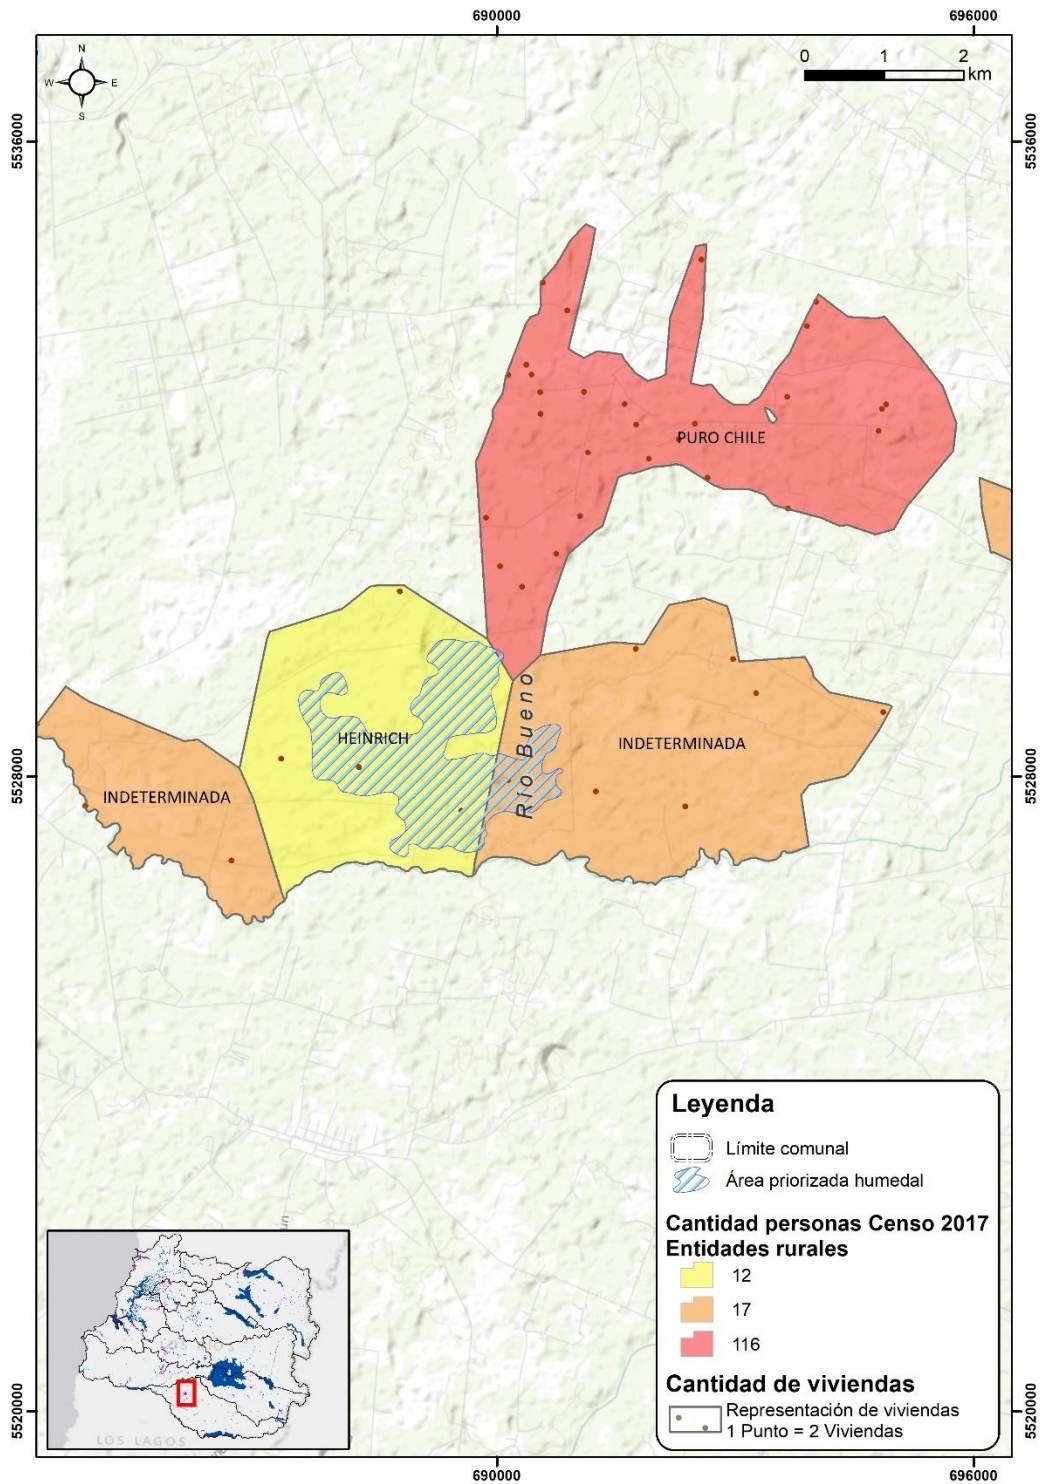 690000
696000
N
W
E
S
0
1
2
km
5536000
5536000
PURO CHILE
Río Bueno
HEINRICH
INDETERMINADA
INDETERMINADA
5528000
5528000
Leyenda
Límite comunal
Área priorizada humedal
Cantidad personas Censo 2017
Entidades rurales
12
17
116
Cantidad de viviendas
Representación de viviendas
1 Punto = 2 Viviendas
LOS RIOS
LOS LAGOS
5520000
5520000
690000
696000